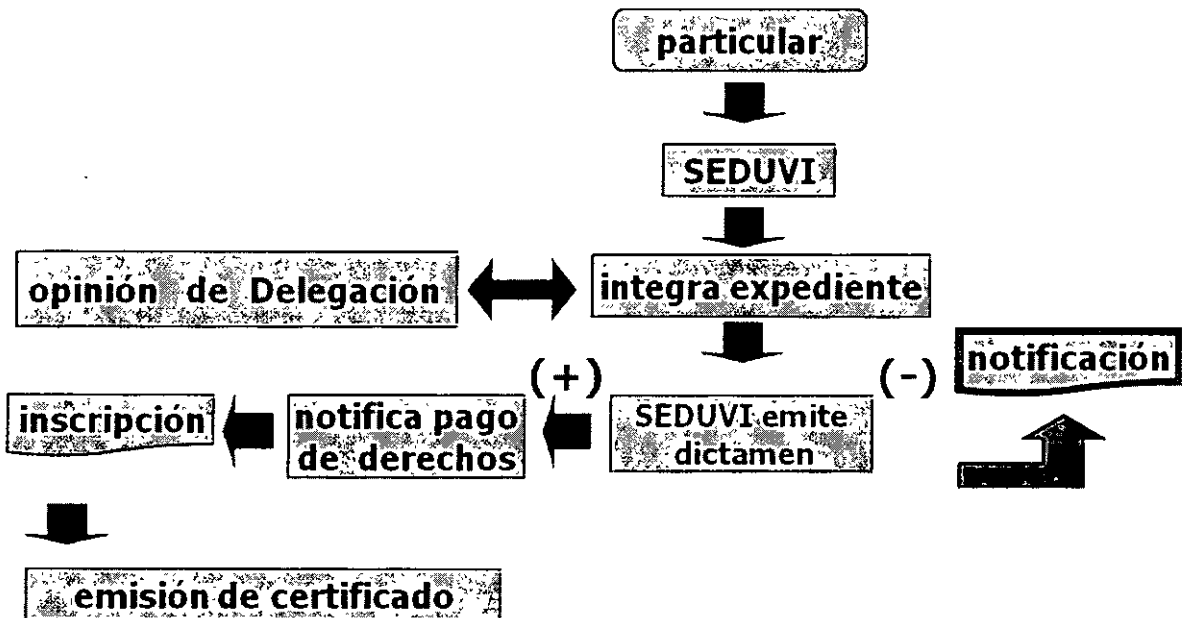 particular
SEDUVI
opinión de Delegación
integra expediente
(+)
(-)
notificación
inscripción
notifica pago
de derechos
SEDUVI emite
dictamen
emisión de certificado